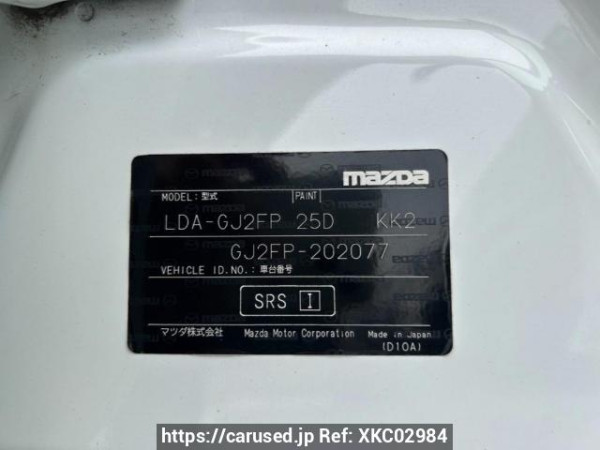 mazda
MODEL : 型式 PAINT
LDA-GJ2FP 25D KK2
GJ2FP-202077
VEHICLE ID.NO. : 車台番号
SRS I
マツダ株式会社 Mazda Motor Corporation Made in Japan
(D10A)
https://carused.jp Ref: XKC02984